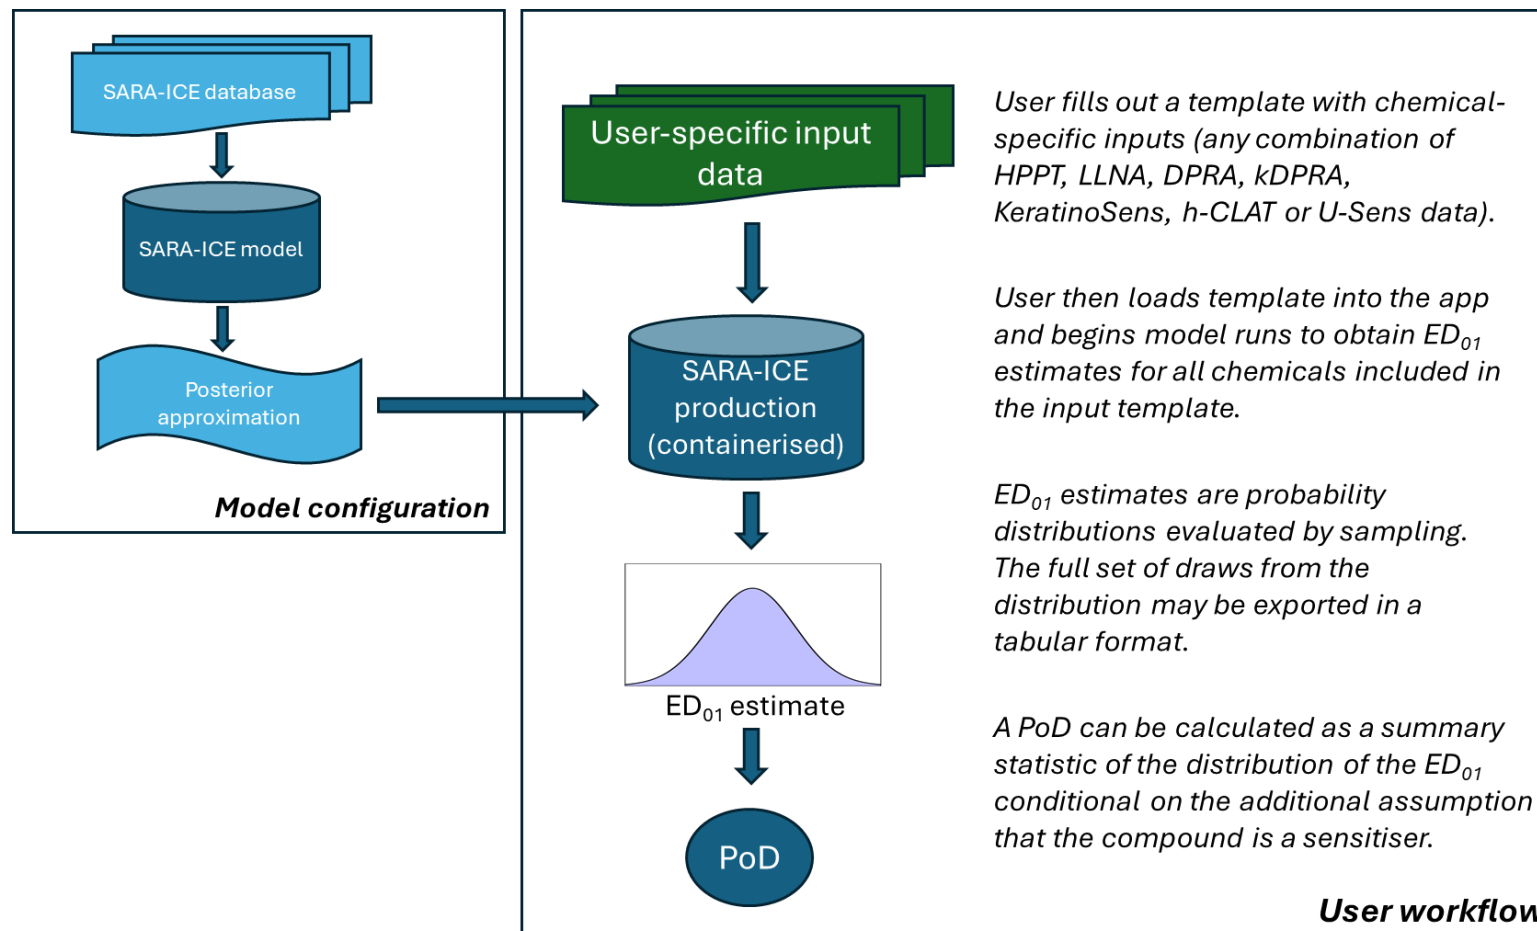 SARA-ICE database
SARA-ICE model
Posterior
approximation
Model configuration
User-specific input
data
SARA-ICE
production
(containerised)
ED01 estimate
PoD
User fills out a template with chemical-
specific inputs (any combination of
HPPT, LLNA, DPRA, kDPRA,
KeratinoSens, h-CLAT or U-Sens data).
User then loads template into the app
and begins model runs to obtain ED01
estimates for all chemicals included in
the input template.
ED01 estimates are probability
distributions evaluated by sampling.
The full set of draws from the
distribution may be exported in a
tabular format.
A PoD can be calculated as a summary
statistic of the distribution of the ED01
conditional on the additional assumption
that the compound is a sensitiser.
User workflow